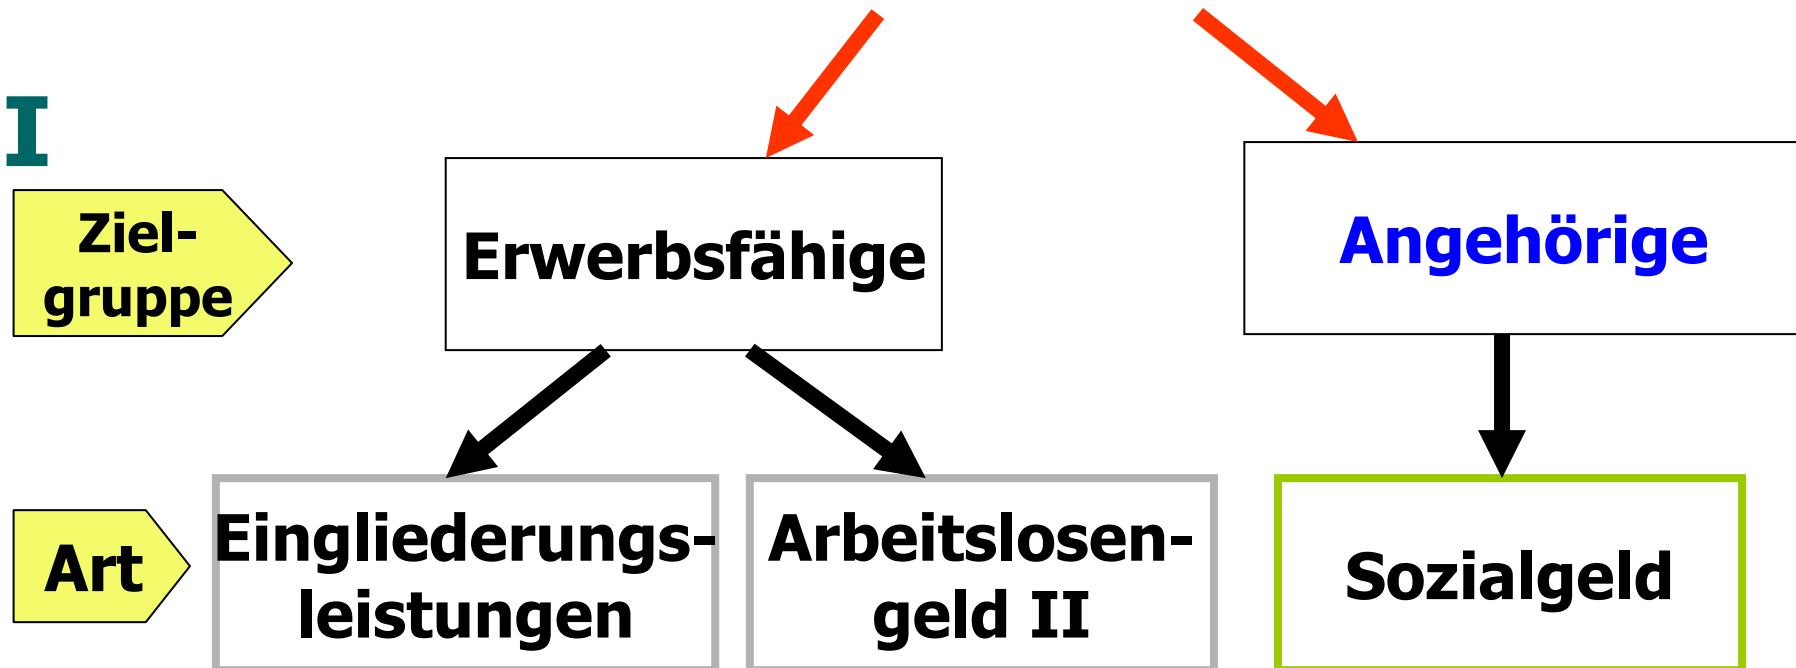 I
Ziel-
gruppe
Erwerbsfähige
Angehörige
Art
Eingliederungs-
leistungen
Arbeitslosen-
geld II
Sozialgeld